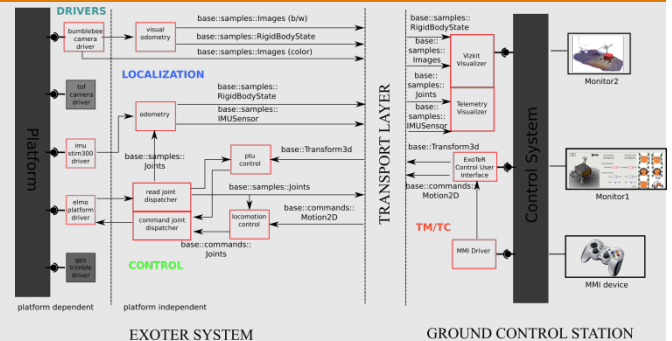 DRIVERS
bumblebee
camera
driver
visual
odometry
base::samples::Images (b/w)
base::samples::RigidBodyState
base::samples::Images (color)
LOCALIZATION
tof
camera
driver
odometry
base::samples::
RigidBodyState
base::samples::
IMUSensor
imu
stim300
driver
base::samples::
Joints
ptu
control
base::Transform3d
read joint
dispatcher
base::samples::Joints
elmo
platform
driver
command joint
dispatcher
locomotion
control
base::commands::
Motion2D
base::commands::
Joints
CONTROL
gps
trimble
driver
Platform
platform dependent
platform independent
EXOTER SYSTEM
TRANSPORT LAYER
base::samples::
RigidBodyState
base::
samples::
Images
base::
samples::
Joints
base::
samples::
IMUSensor
Vizkit
Visualizer
Telemetry
Visualizer
base::Transform3d
base::commands::
Motion2D
ExoTeR
Control User
Interface
TM/TC
MMI Driver
Control System
Monitor2
Monitor1
MMI device
GROUND CONTROL STATION